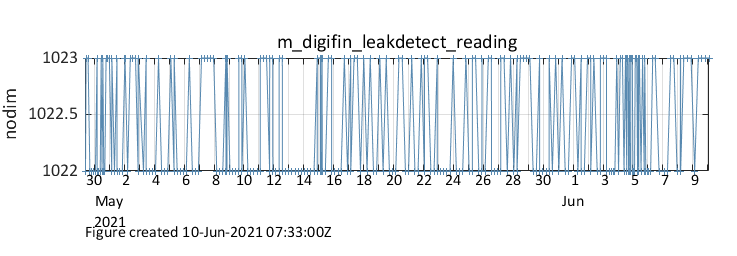 m_digifin_leakdetect_reading
1023
1022.5
1022
nodim
30 2 4 6 8 10 12 14 16 18 20 22 24 26 28 30 1 3 5 7 9
May Jun
2021
Figure created 10-Jun-2021 07:33:00Z